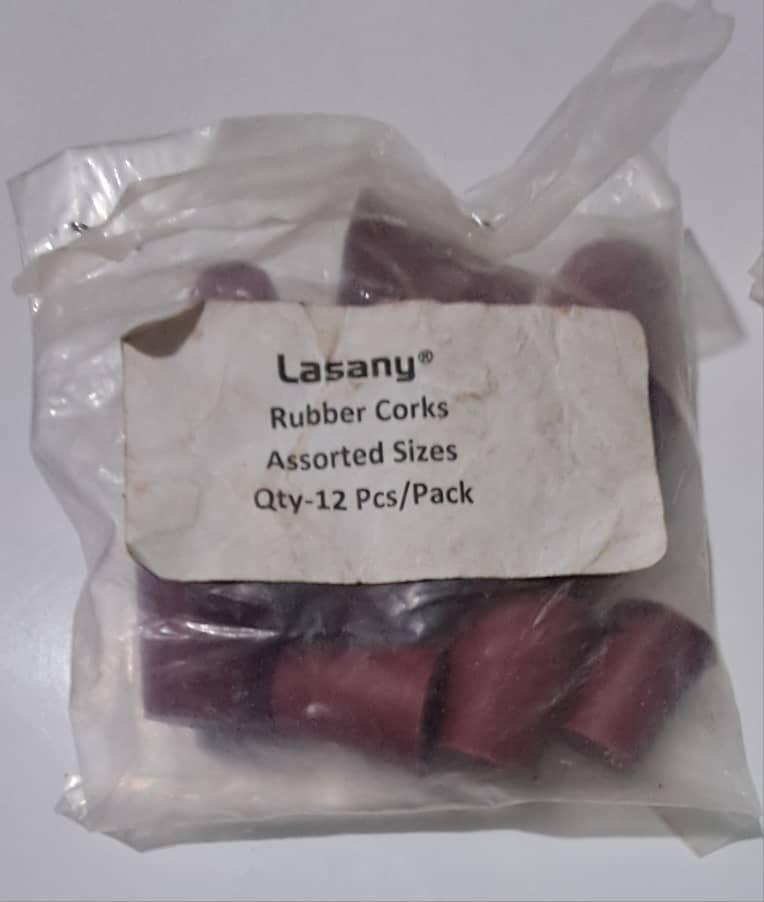 Lasany®
Rubber Corks
Assorted Sizes
Qty-12 Pcs/Pack